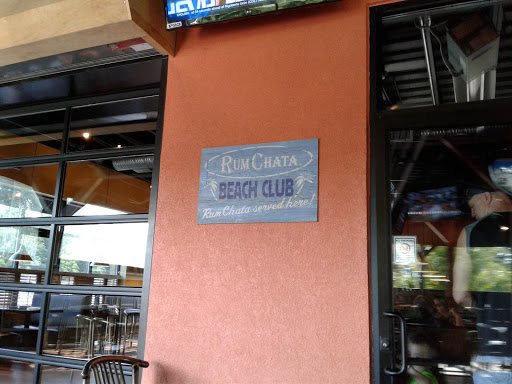 RUMCHATA
BEACH CLUB
RumChata served here!